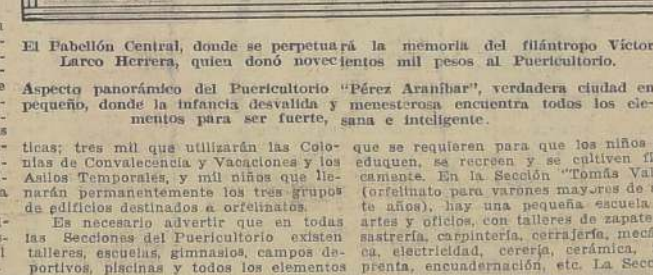 El Pabellón Central, donde se perpetuará la memoria del filántropo Víctor
Larco Herrera, quien donó novecientos mil pesos al Puericultorio.
Aspecto panorámico del Puericultorio "Pérez Araníbar", verdadera ciudad en
pequeño, donde la infancia desvalida y menesterosa encuentra todos los ele-
mentos para ser fuerte, sana e inteligente.
ticas; tres mil que utilizarán las Colo-
nias de Convalecencia y Vacaciones y los
Asilos Temporales, y mil niños que lle-
narán permanentemente los tres grupos
de edificios destinados a orfelinatos.
Es necesario advertir que en todas
las Secciones del Puericultorio existen
talleres, escuelas, gimnasios, campos de-
portivos, piscinas y todos los elementos
que se requieren para que los niños
eduquen, se recreen y se cultiven fí
camente. En la Sección "Tomás Val
(orfelinato para varones mayores de
te años), hay una pequeña escuela
artes y oficios, con talleres de zapate
sastrería, carpintería, cerrajería, mecá
ca, electricidad, cerería, cerámica,
prenta, encuadernación, etc. La Secc